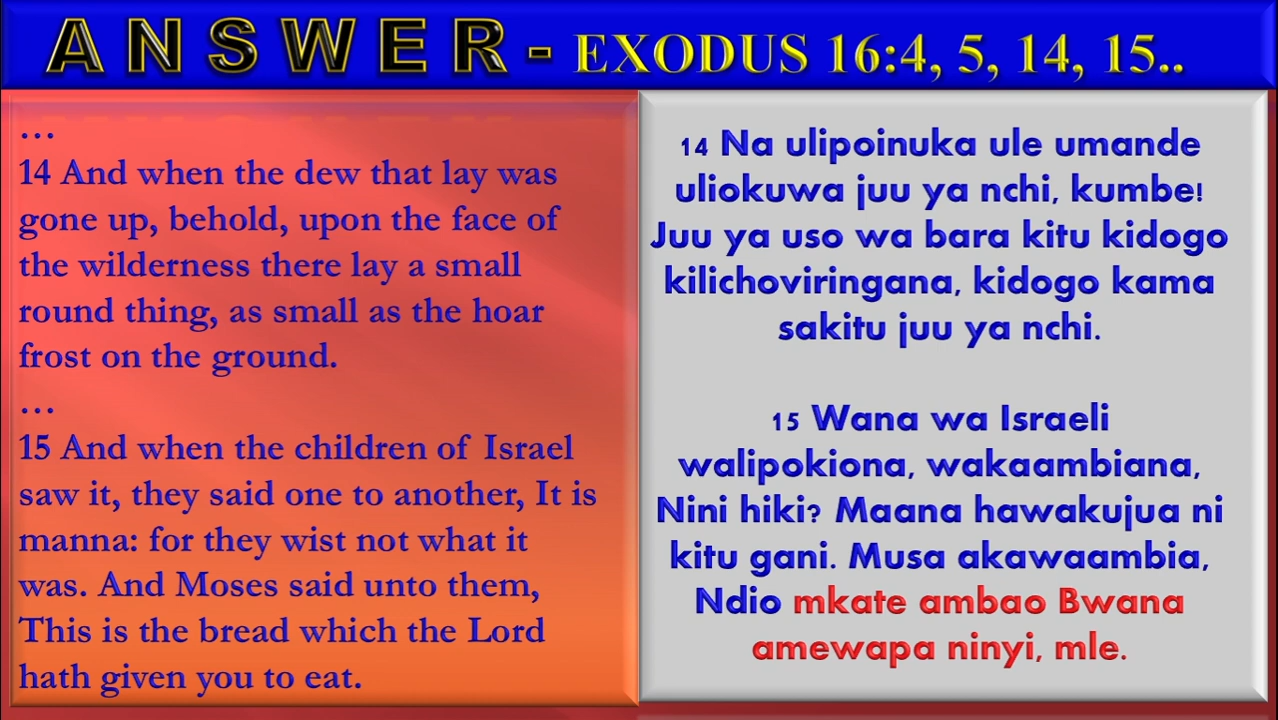 ANSWER - EXODUS 16:4, 5, 14, 15..
…
14 And when the dew that lay was
gone up, behold, upon the face of
the wilderness there lay a small
round thing, as small as the hoar
frost on the ground.
…
15 And when the children of Israel
saw it, they said one to another, It is
manna: for they wist not what it
was. And Moses said unto them,
This is the bread which the Lord
hath given you to eat.
14 Na ulipoinuka ule umande
uliokuwa juu ya nchi, kumbe!
Juu ya uso wa bara kitu kidogo
kilichoviringana, kidogo kama
sakitu juu ya nchi.
15 Wana wa Israeli
walipokiona, wakaambiana,
Nini hiki? Maana hawakujua ni
kitu gani. Musa akawaambia,
Ndio mkate ambao Bwana
amewapa ninyi, mle.